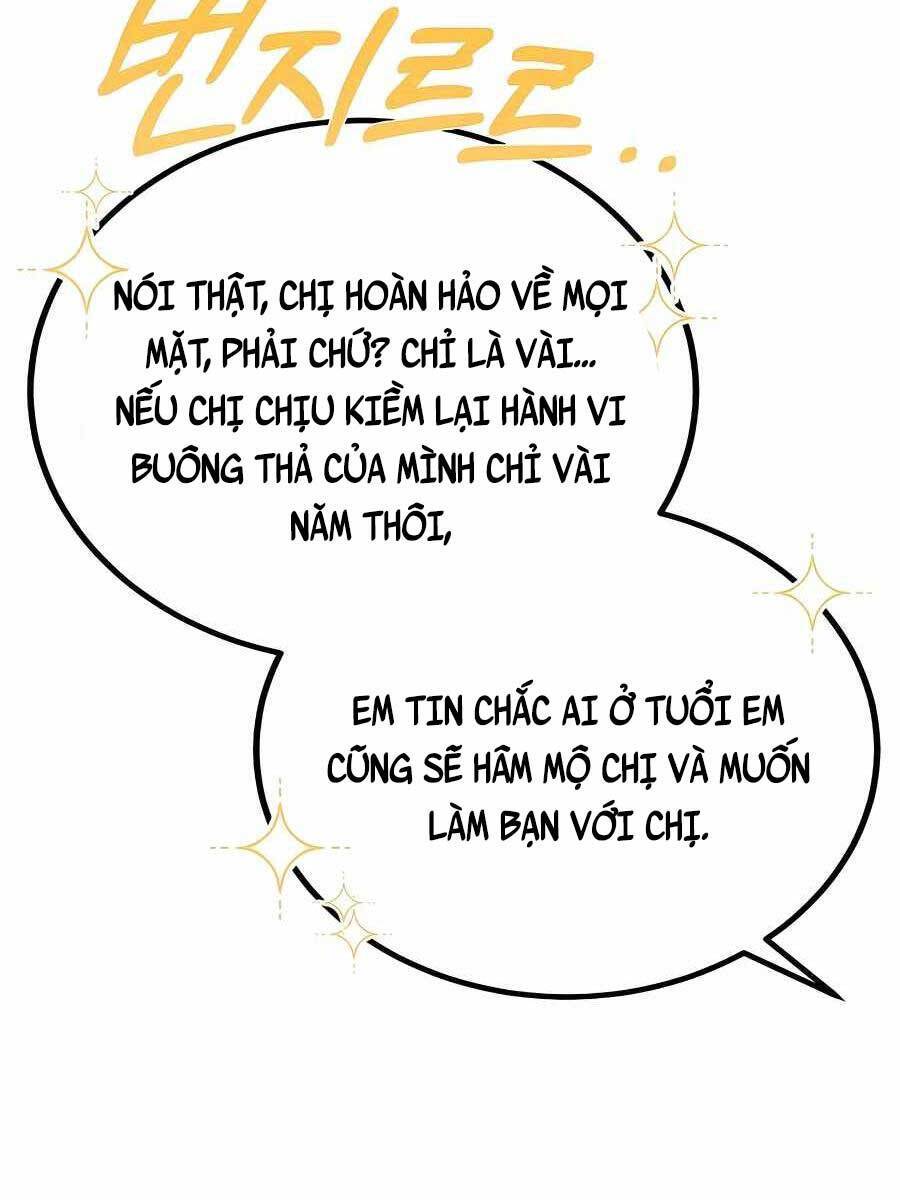 번지르르..
NÓI THẬT, CHỊ HOÀN HẢO VỀ MỌI
MẶT, PHẢI CHỨ? CHỈ LÀ VÀI...
NẾU CHỊ CHỊU KIỀM LẠI HÀNH VI
BUÔNG THẢ CỦA MÌNH CHỈ VÀI
NĂM THÔI,
EM TIN CHẮC AI Ở TUỔI EM
CŨNG SẼ HÂM MỘ CHỊ VÀ MUỐN
LÀM BẠN VỚI CHỊ.